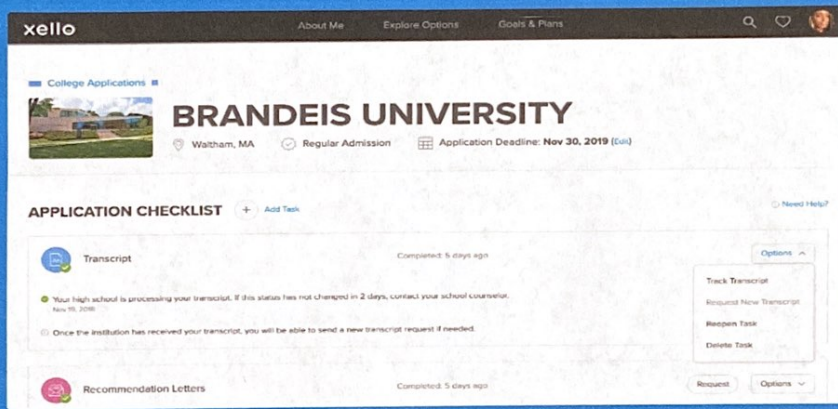 xello
About Me Explore Options Goals & Plans
College Applications
BRANDEIS UNIVERSITY
Waltham, MA Regular Admission Application Deadline: Nov 30, 2019 (Edit)
APPLICATION CHECKLIST + Add Task
Need Help?
Transcript Completed: 5 days ago Options
Track Transcript
Request New Transcript
Reopen Task
Delete Task
Your high school is processing your transcript. If this status has not changed in 2 days, contact your school counselor.
Nov 19, 2018
Once the institution has received your transcript, you will be able to send a new transcript request if needed.
Recommendation Letters Completed: 5 days ago Request Options